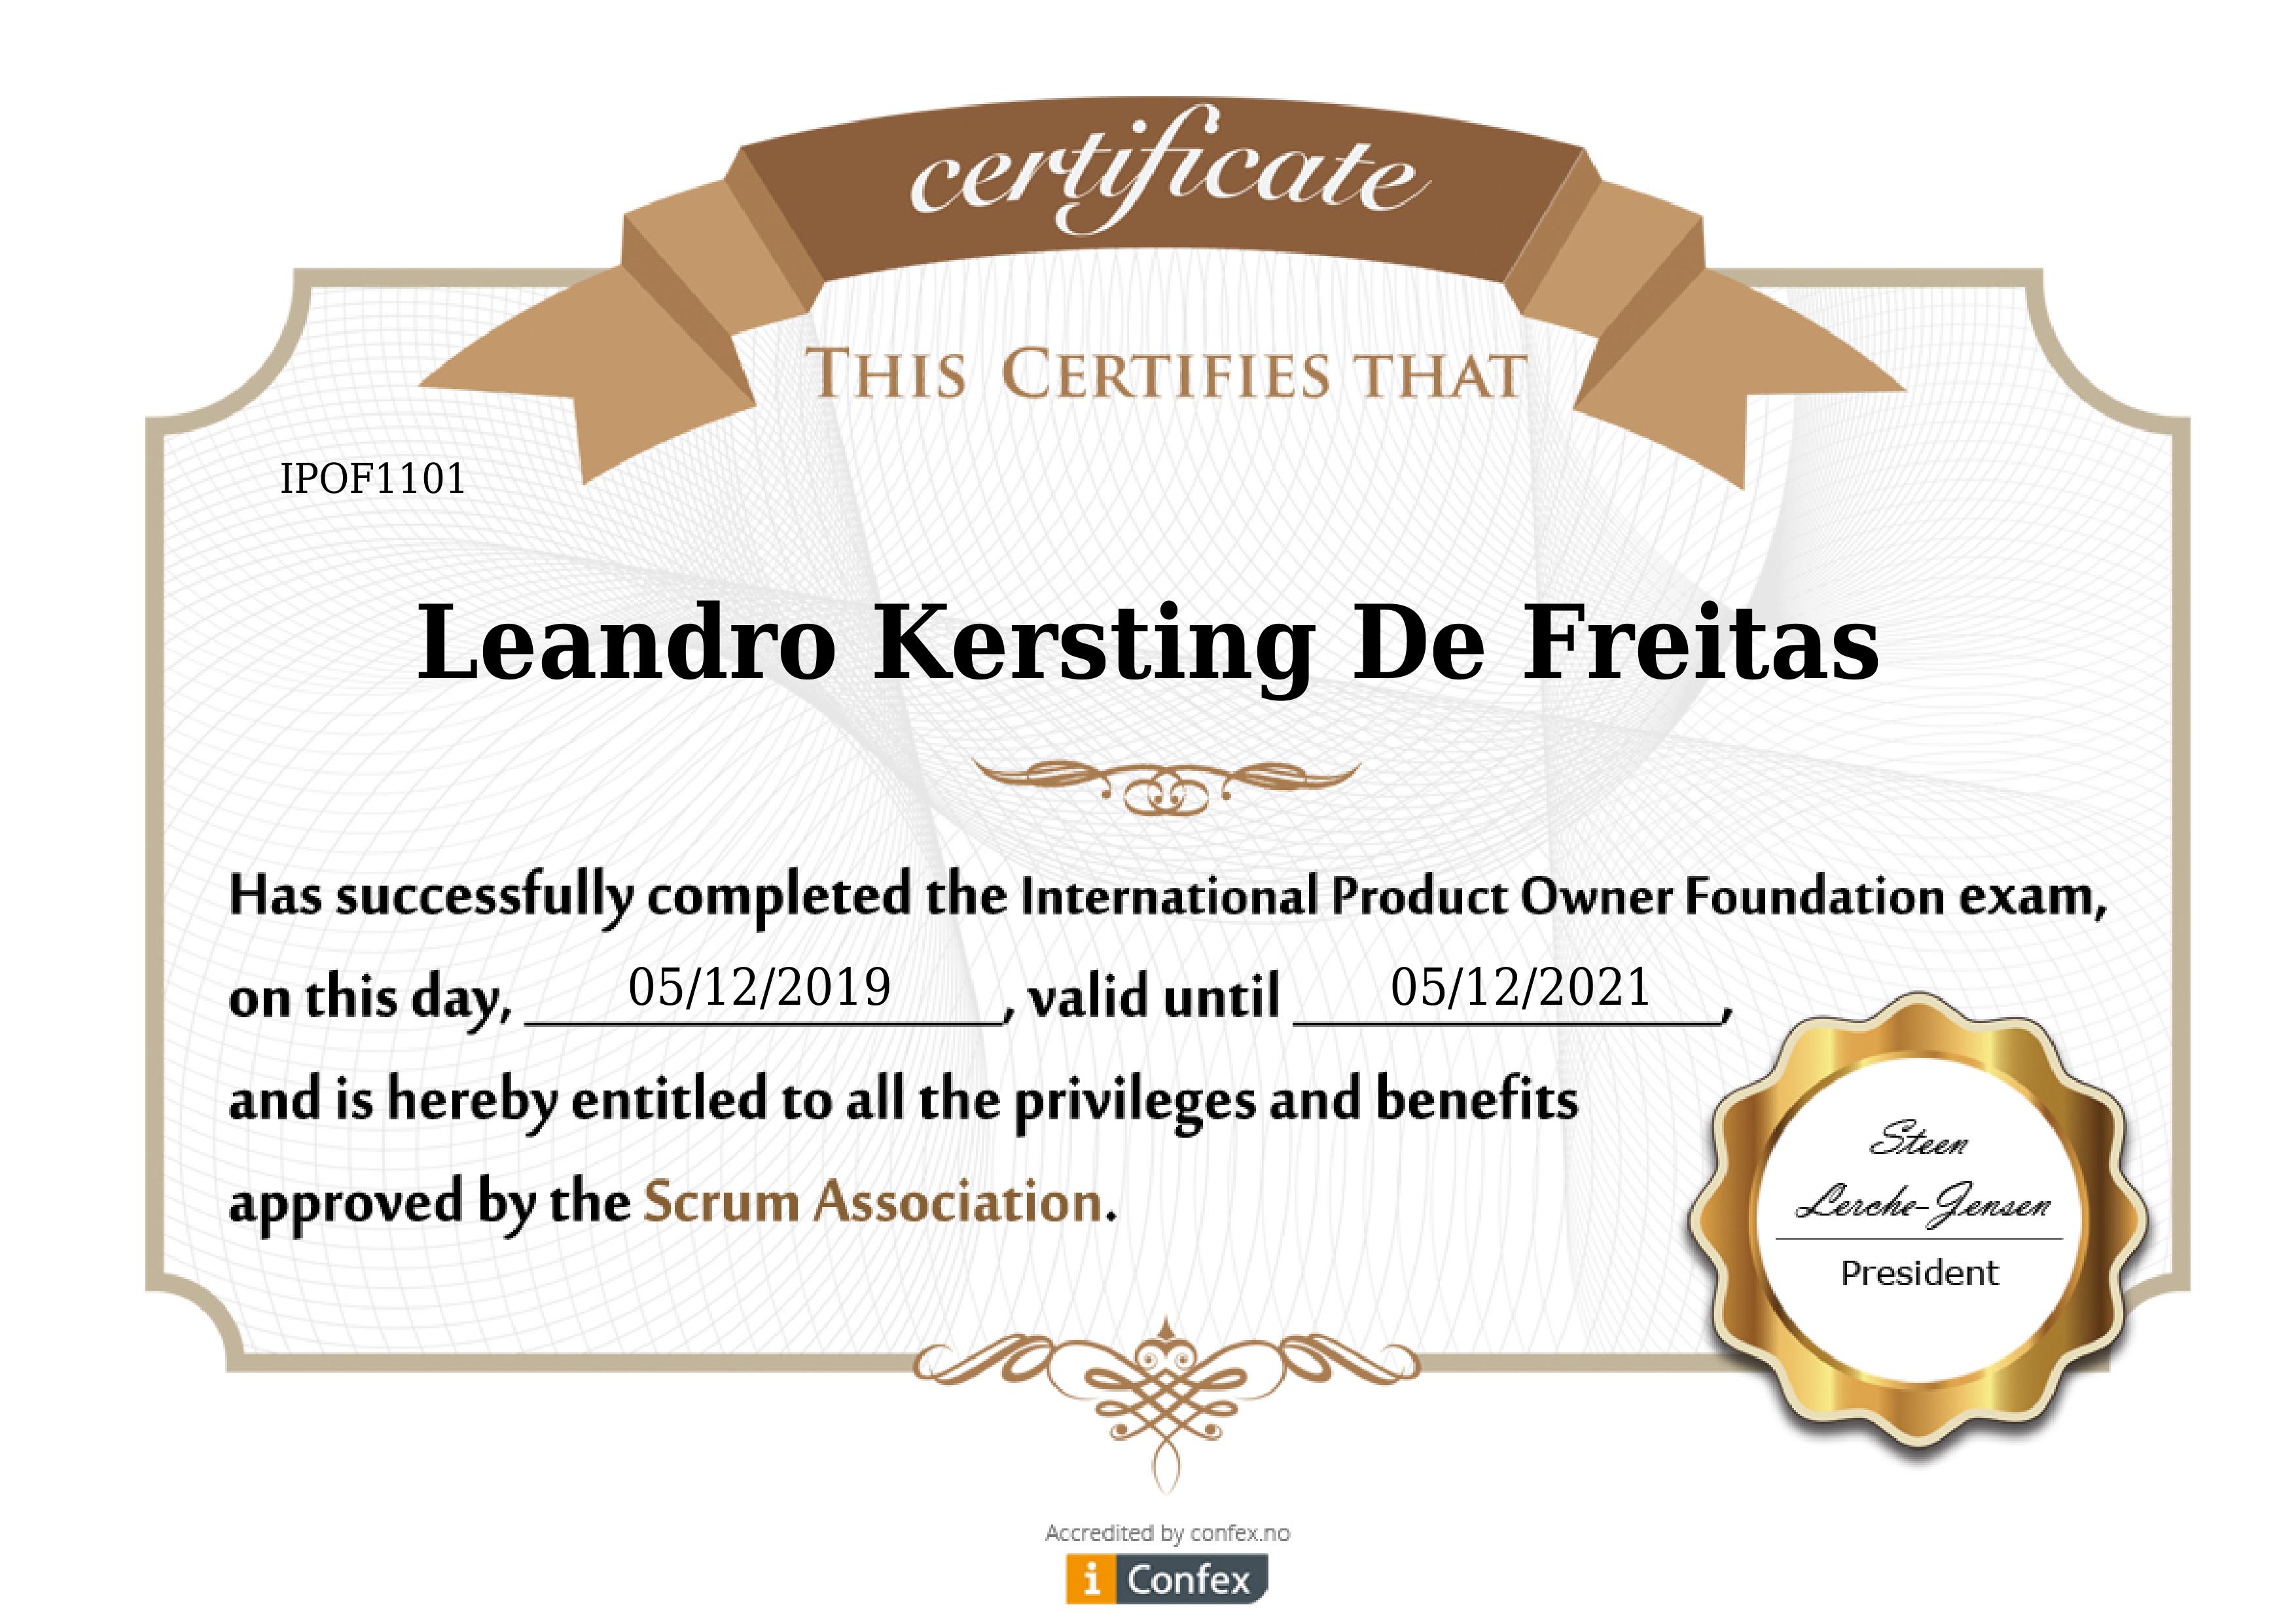 certificate
THIS CERTIFIES THAT
IPOF1101
Leandro Kersting De Freitas
Has successfully completed the International Product Owner Foundation exam,
on this day, 05/12/2019, valid until 05/12/2021,
and is hereby entitled to all the privileges and benefits
approved by the Scrum Association.
Steen
Lerche-Jensen
President
Accredited by confex.no
i Confex